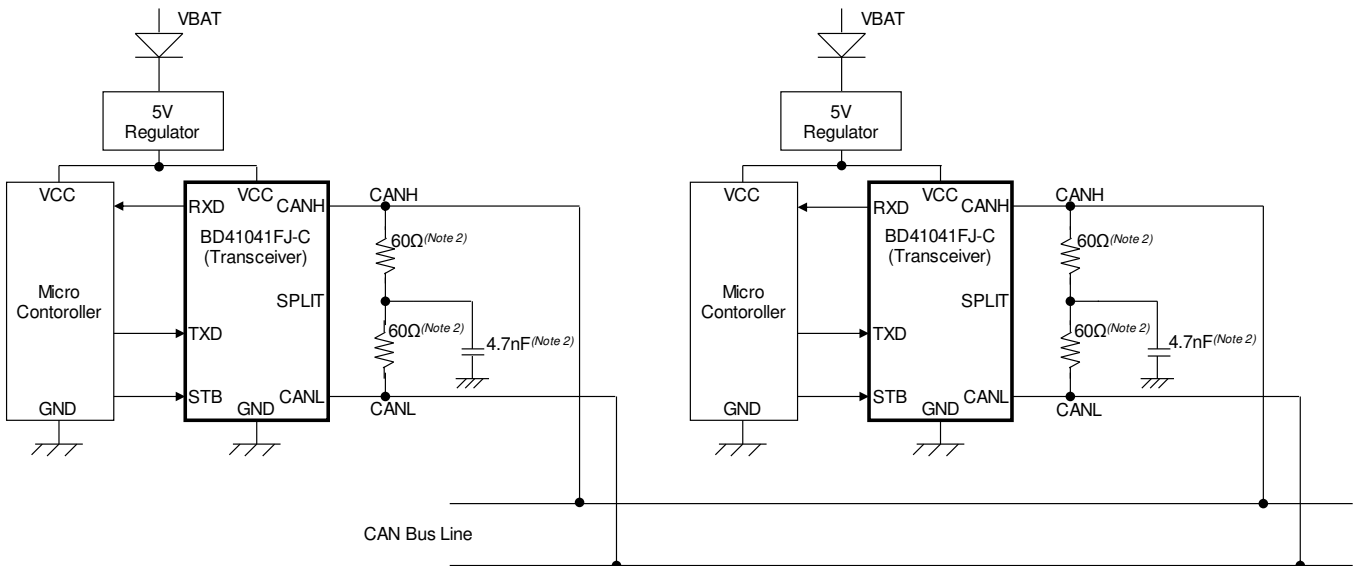 VBAT
5V
Regulator
VCC
VCC
CANH
RXD
CANH
BD41041FJ-C
(Transceiver)
60Ω(Note 2)
Micro
Contoroller
SPLIT
TXD
60Ω(Note 2)
4.7nF(Note 2)
STB
CANL
GND
GND
CANL
VBAT
5V
Regulator
VCC
VCC
CANH
RXD
CANH
BD41041FJ-C
(Transceiver)
60Ω(Note 2)
Micro
Contoroller
SPLIT
TXD
60Ω(Note 2)
4.7nF(Note 2)
STB
CANL
GND
GND
CANL
CAN Bus Line